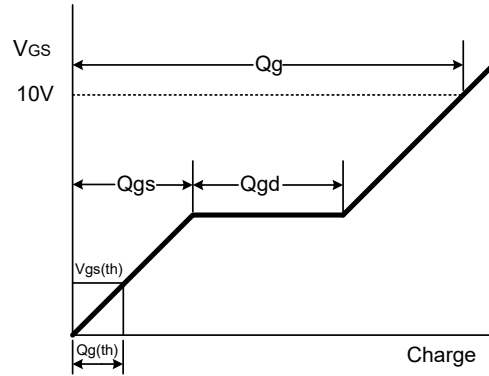 VGS
Qg
10V
Qgs
Qgd
Vgs(th)
Qg(th)
Charge